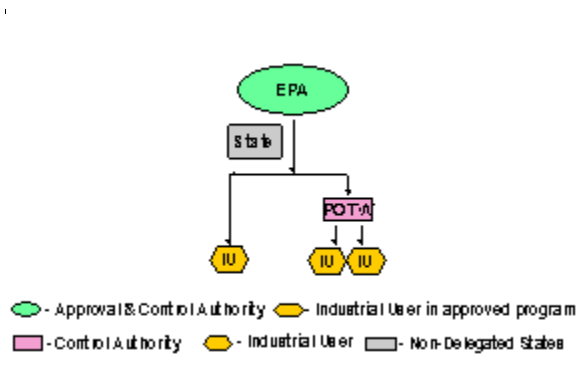 EPA
State
POTW
IU
IU IU
- Approval & Control Authority - Industrial User in approved program
- Control Authority - Industrial User - Non-Delegated States